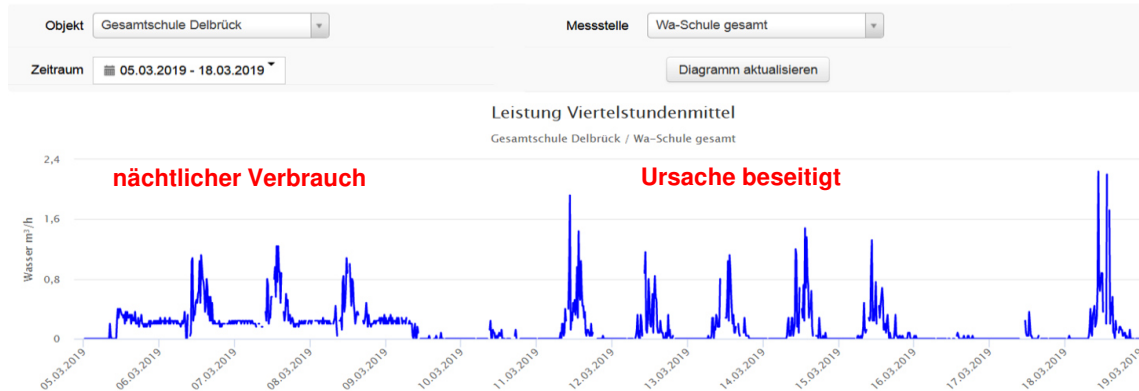 Objekt Gesamtschule Delbrück Messstelle Wa-Schule gesamt
Zeitraum 05.03.2019 - 18.03.2019 Diagramm aktualisieren
Leistung Viertelstundenmittel
Gesamtschule Delbrück / Wa-Schule gesamt
2,4
nächtlicher Verbrauch Ursache beseitigt
1,6
Wasser m³/h
0,8
0
05.03.2019 06.03.2019 07.03.2019 08.03.2019 09.03.2019 10.03.2019 11.03.2019 12.03.2019 13.03.2019 14.03.2019 15.03.2019 16.03.2019 17.03.2019 18.03.2019 19.03.2019